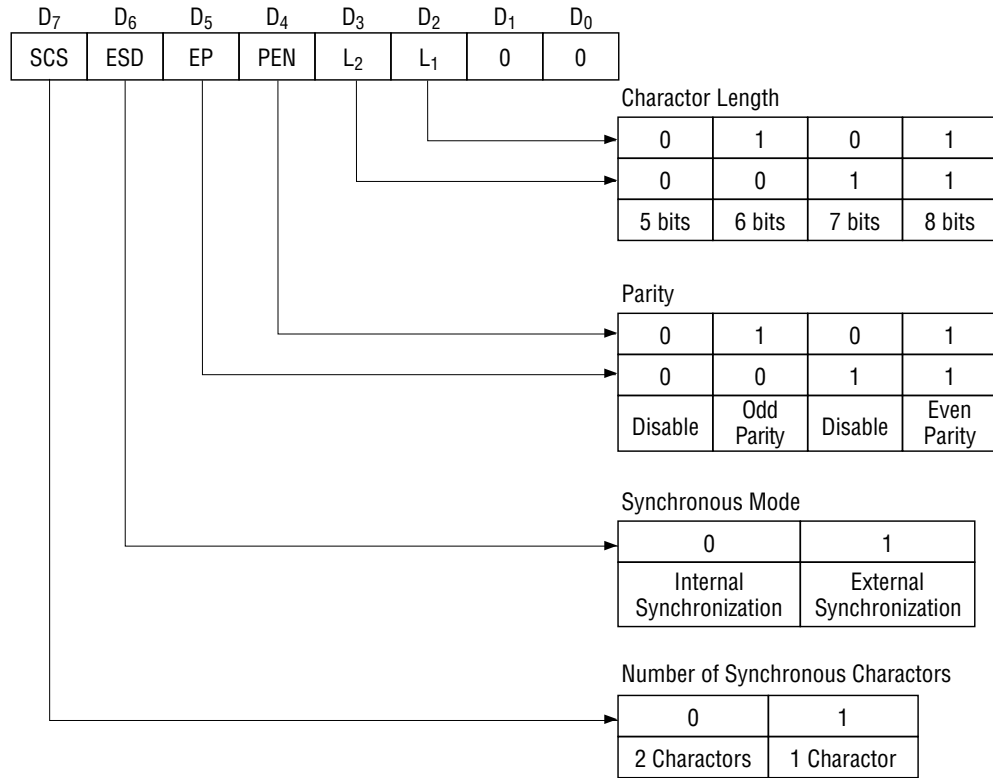 D7 D6 D5 D4 D3 D2 D1 D0
SCS ESD EP PEN L2 L1 0 0
Charactor Length
0 1 0 1
0 0 1 1
5 bits 6 bits 7 bits 8 bits
Parity
0 1 0 1
0 0 1 1
Disable Odd Parity Disable Even Parity
Synchronous Mode
0 1
Internal Synchronization External Synchronization
Number of Synchronous Charactors
0 1
2 Charactors 1 Charactor